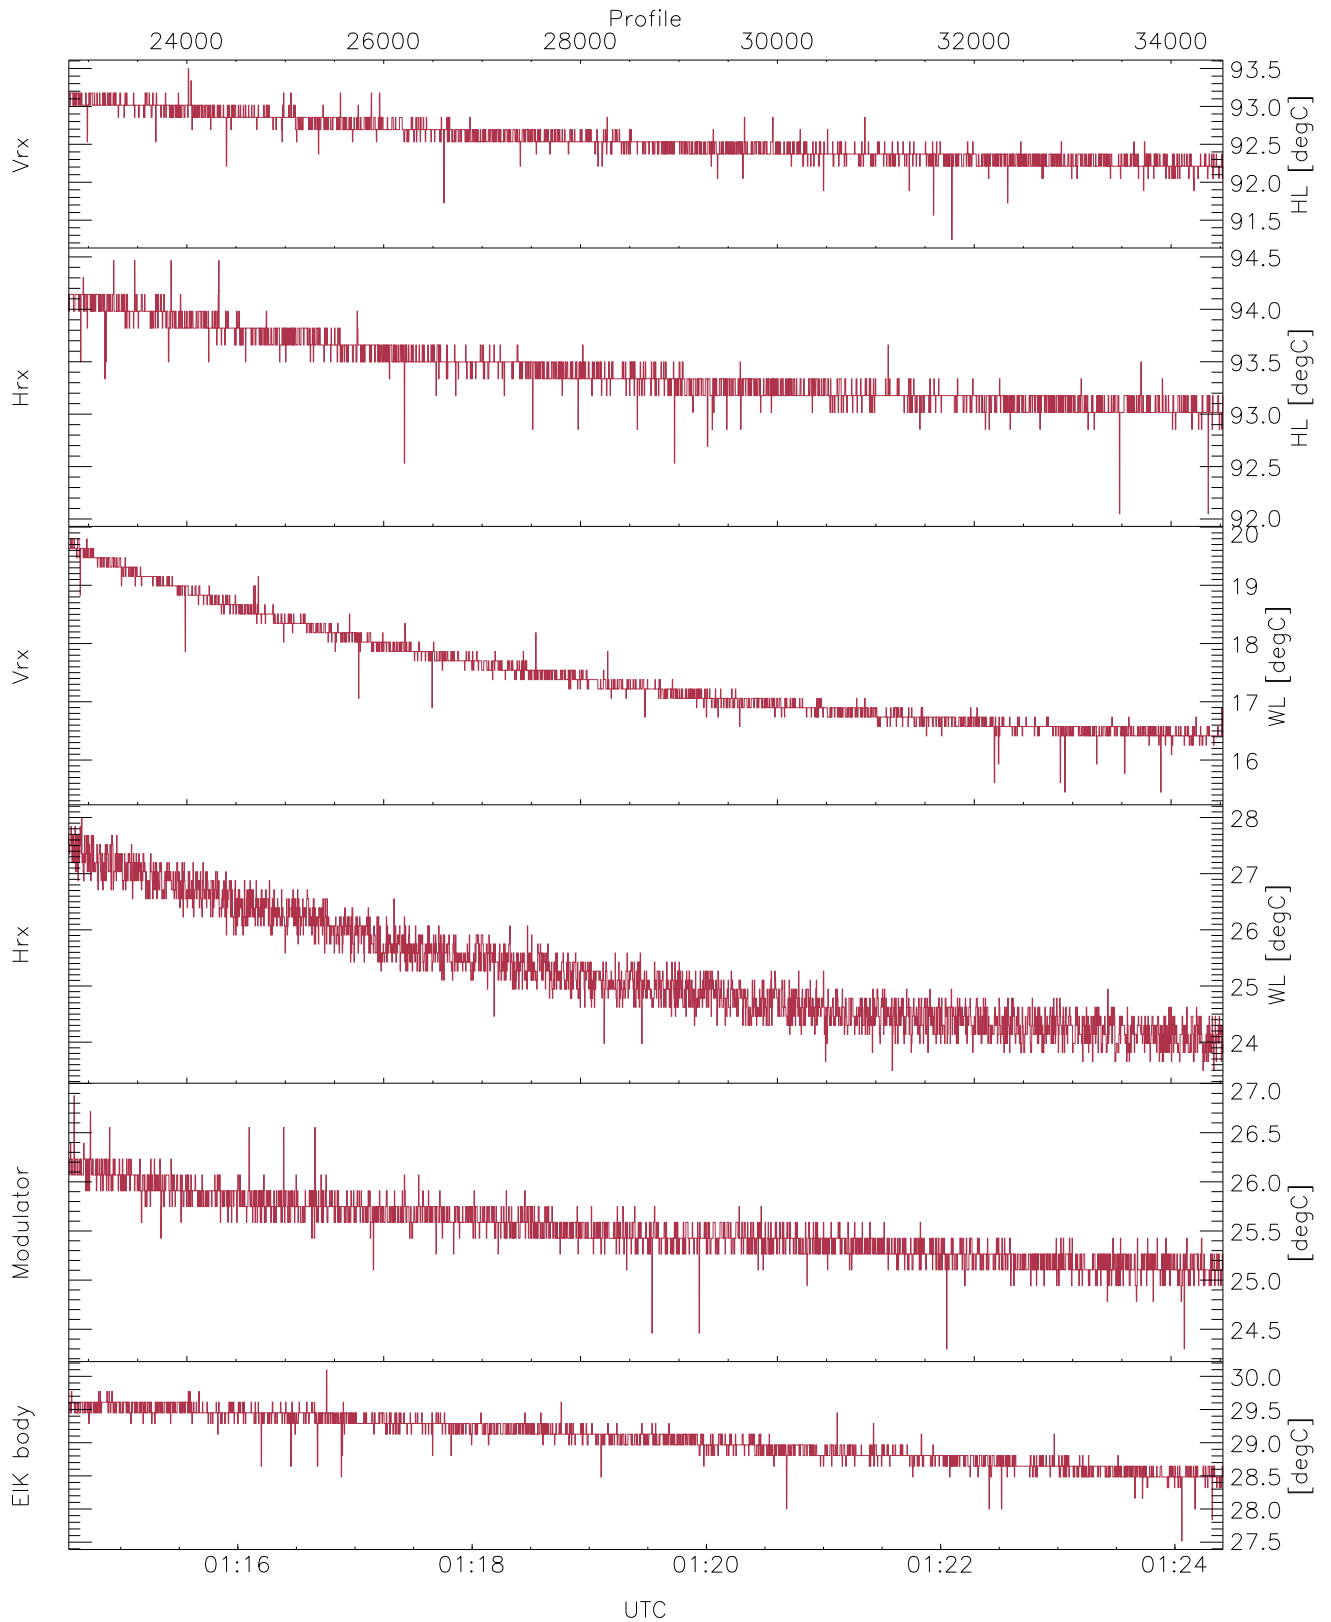 Profile
24000 26000 28000 30000 32000 34000
Vrx
93.5
93.0
92.5
92.0
91.5
HL [degC]
Hrx
94.5
94.0
93.5
93.0
92.5
92.0
HL [degC]
Vrx
20
19
18
17
16
WL [degC]
Hrx
28
27
26
25
24
WL [degC]
Modulator
27.0
26.5
26.0
25.5
25.0
24.5
[degC]
EIK body
30.0
29.5
29.0
28.5
28.0
27.5
[degC]
01:16 01:18 01:20 01:22 01:24
UTC